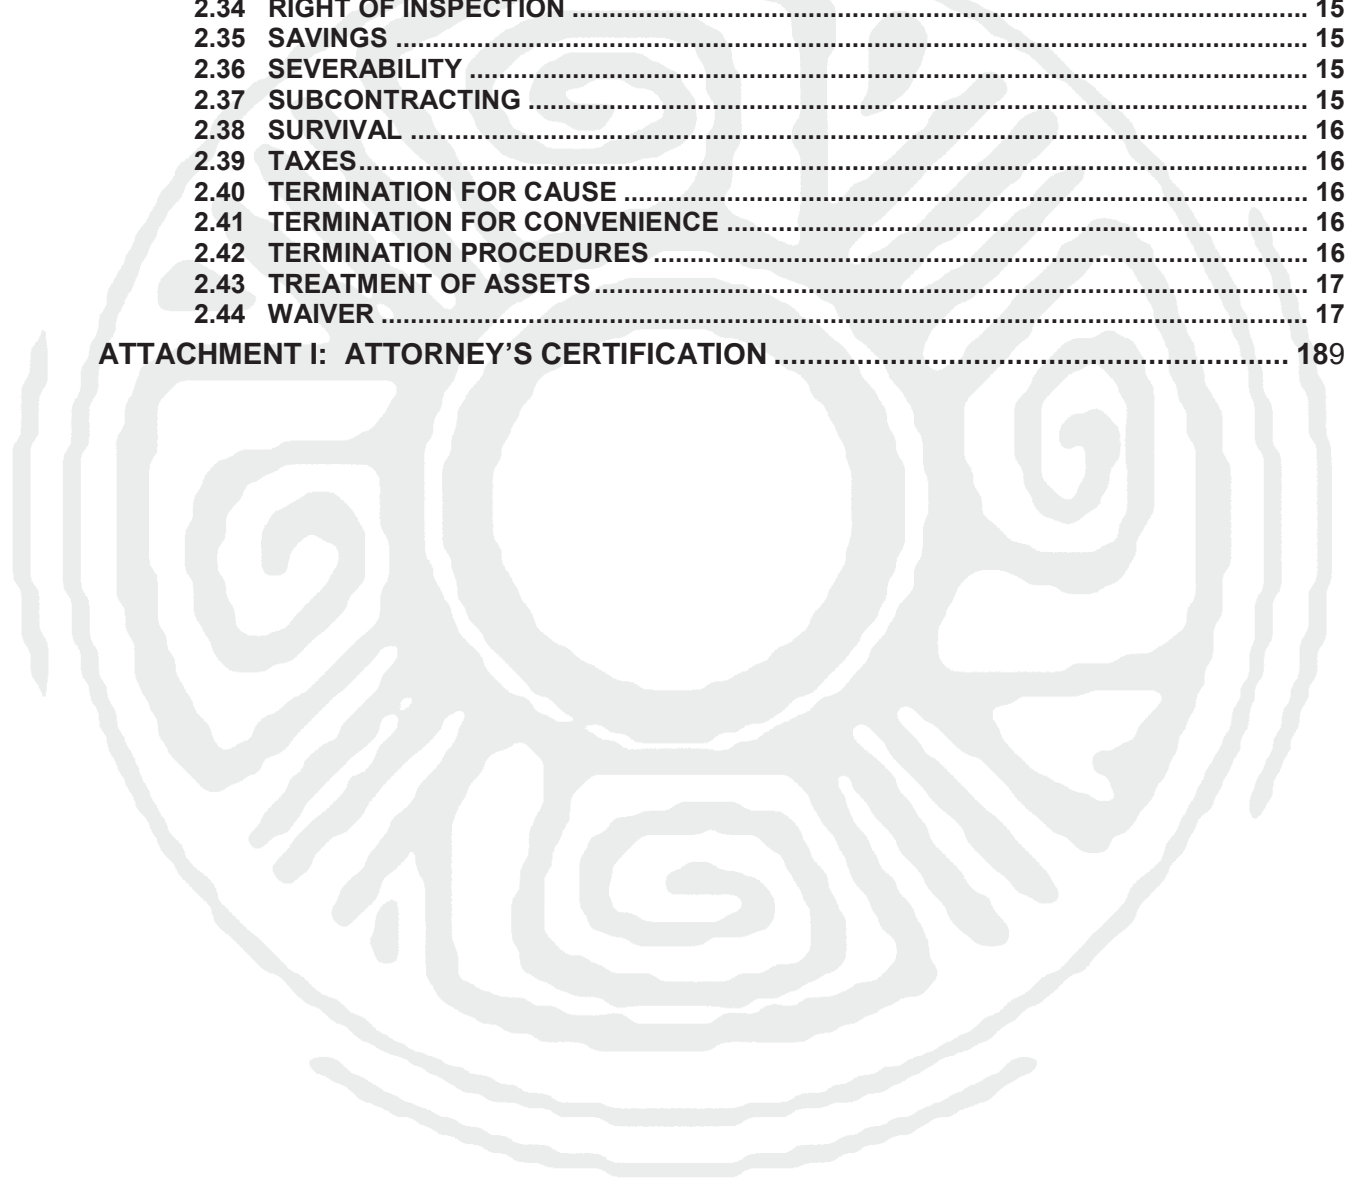 2.34 RIGHT OF INSPECTION ........ 15
2.35 SAVINGS ........ 15
2.36 SEVERABILITY ........ 15
2.37 SUBCONTRACTING ........ 15
2.38 SURVIVAL ........ 16
2.39 TAXES ........ 16
2.40 TERMINATION FOR CAUSE ........ 16
2.41 TERMINATION FOR CONVENIENCE ........ 16
2.42 TERMINATION PROCEDURES ........ 16
2.43 TREATMENT OF ASSETS ........ 17
2.44 WAIVER ........ 17
ATTACHMENT I: ATTORNEY’S CERTIFICATION ........ 189